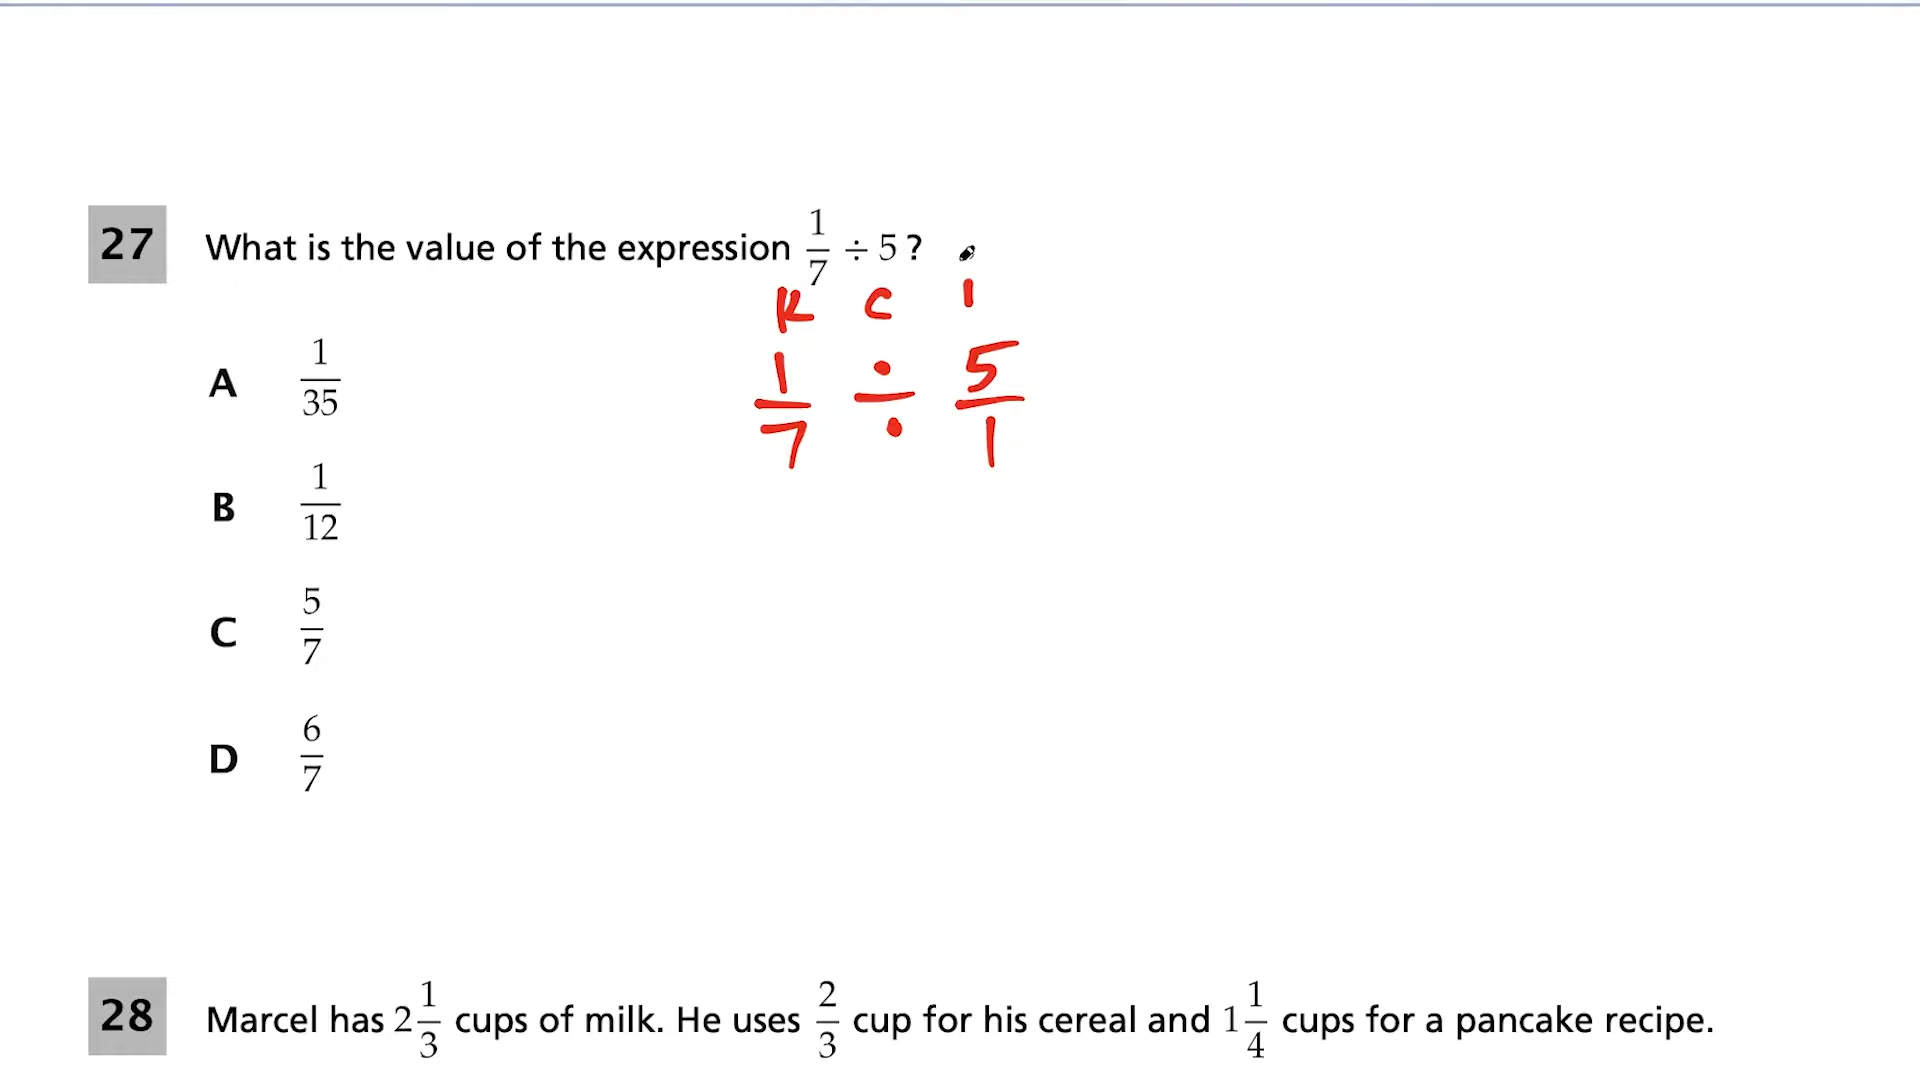 27 What is the value of the expression 1/7 ÷ 5 ?
K C I
1/7 ÷ 5/1
A 1/35
B 1/12
C 5/7
D 6/7
28 Marcel has 2 1/3 cups of milk. He uses 2/3 cup for his cereal and 1 1/4 cups for a pancake recipe.